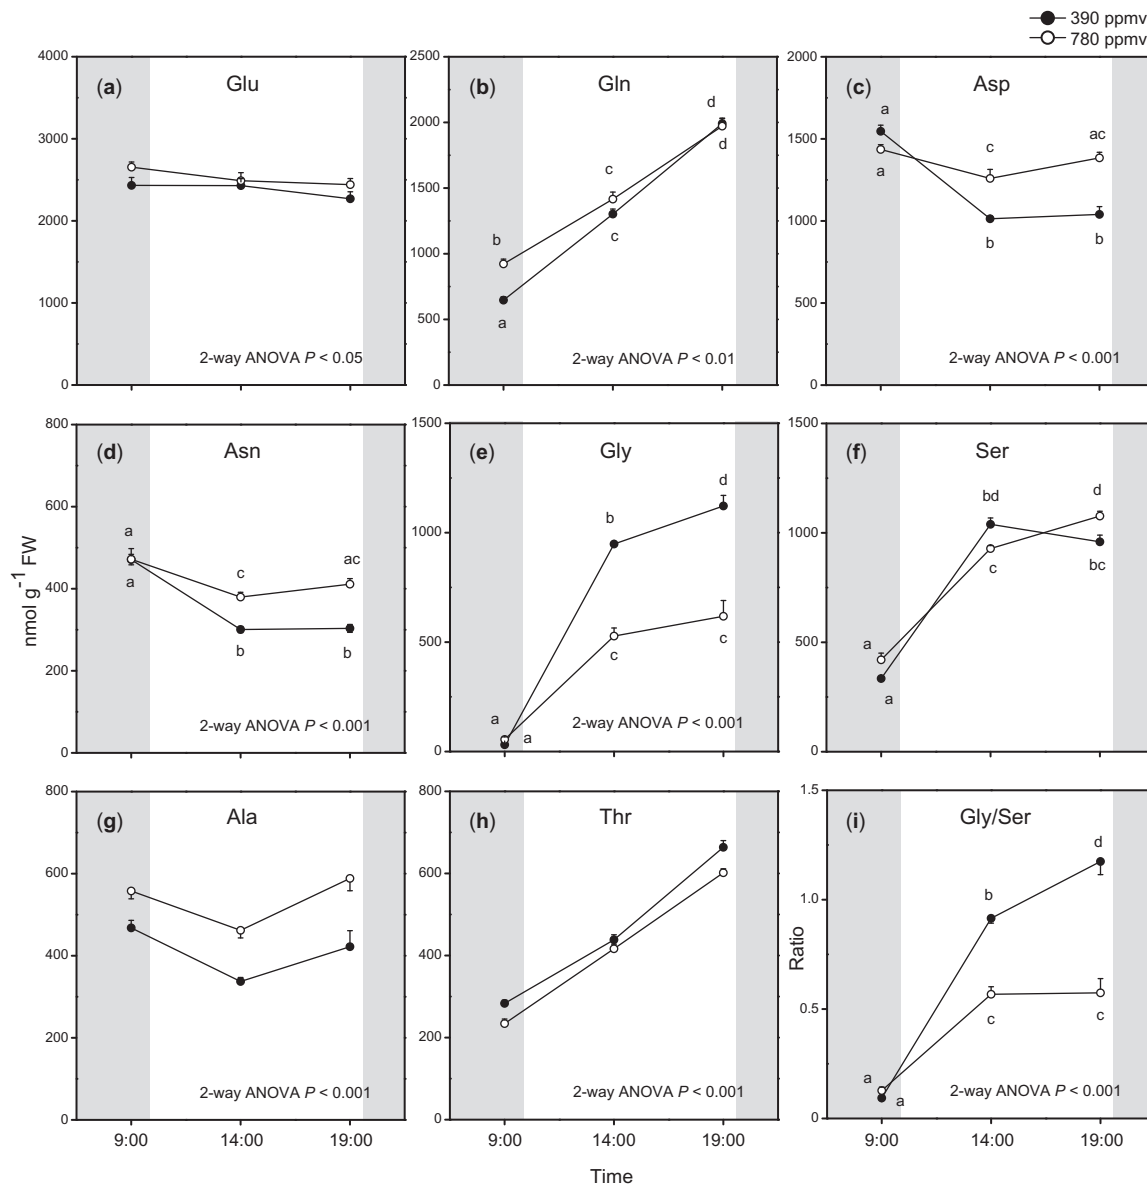 390 ppmv
780 ppmv
4000
3000
2000
1000
0
(a)
Glu
2-way ANOVA P < 0.05
2500
2000
1500
1000
500
0
(b)
Gln
d
d
c
c
b
a
2-way ANOVA P < 0.01
2000
1500
1000
500
0
(c)
Asp
a
a
c
ac
b
b
2-way ANOVA P < 0.001
nmol g-1 FW
800
600
400
200
0
(d)
Asn
a
a
c
ac
b
b
2-way ANOVA P < 0.001
1500
1000
500
0
(e)
Gly
d
b
c
c
a
a
2-way ANOVA P < 0.001
1500
1000
500
0
(f)
Ser
bd
d
c
bc
a
a
800
600
400
200
0
(g)
Ala
2-way ANOVA P < 0.001
9:00
14:00
19:00
800
600
400
200
0
(h)
Thr
2-way ANOVA P < 0.001
9:00
14:00
19:00
Time
Ratio
1.5
1.0
0.5
0
(i)
Gly/Ser
d
b
c
c
a
a
2-way ANOVA P < 0.001
9:00
14:00
19:00